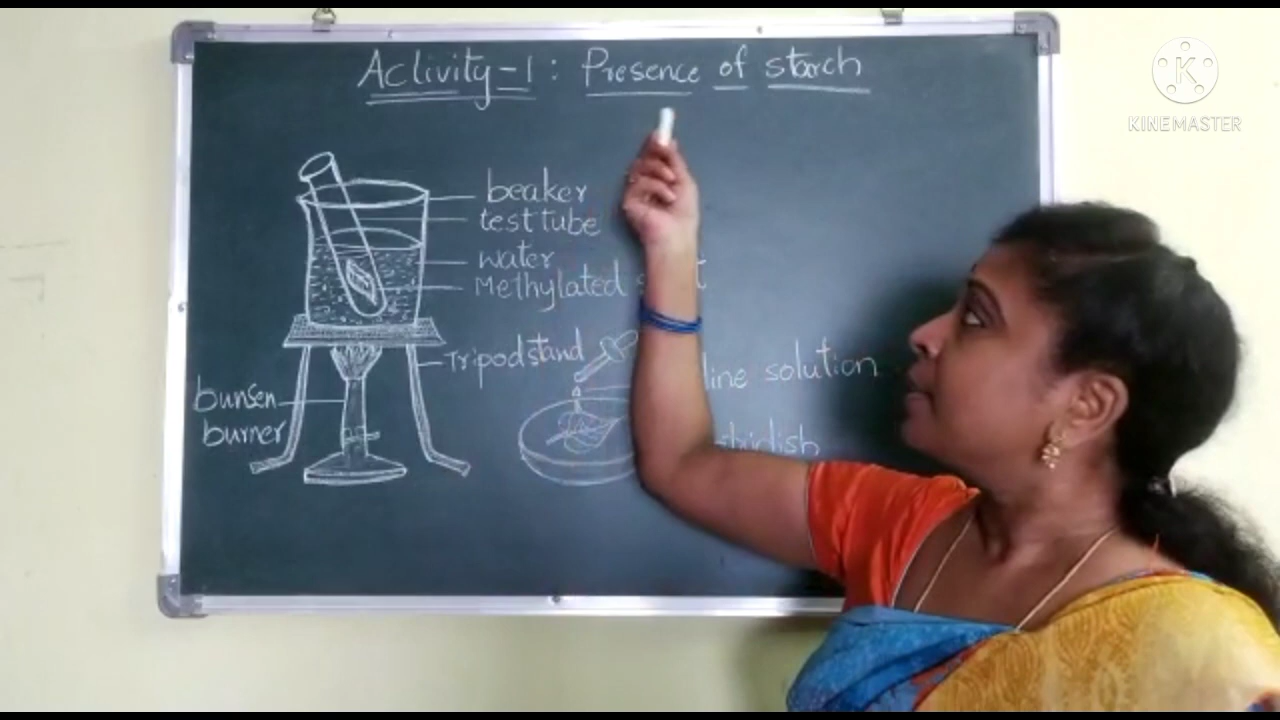 Activity-1: Presence of starch
KINEMASTER
beaker
test tube
water
Methylated
Tripod stand
solution
bunsen
burner